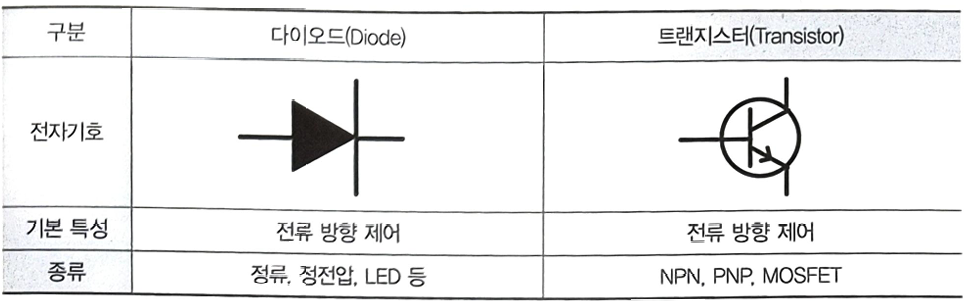 구분 다이오드(Diode) 트랜지스터(Transistor)
전자기호
기본 특성 전류 방향 제어 전류 방향 제어
종류 정류, 정전압, LED 등 NPN, PNP, MOSFET